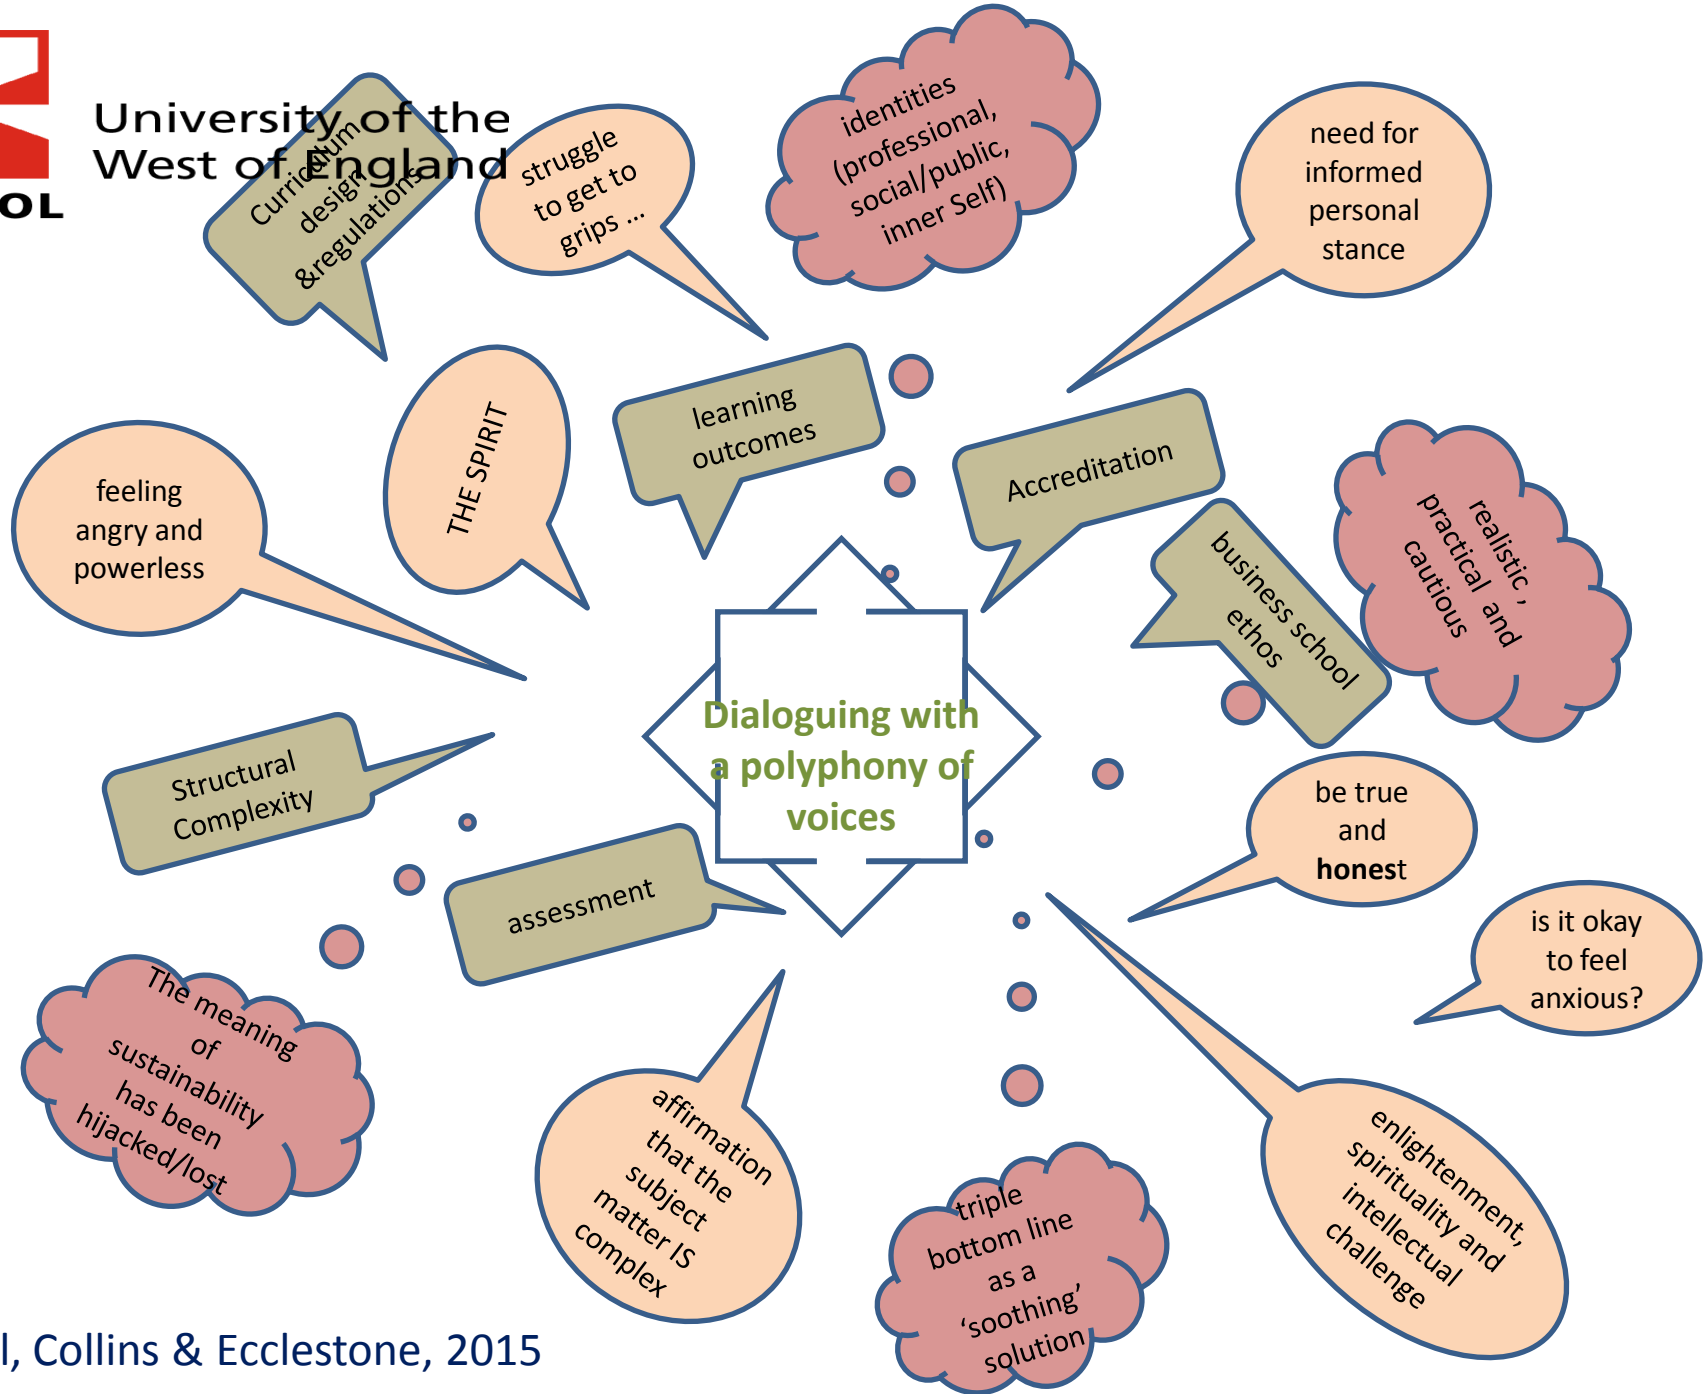 University of the
West of England
OL
Curriculum
design
&regulations
struggle
to get to
grips ...
identities
(professional,
social/public,
inner Self)
need for
informed
personal
stance
learning
outcomes
Accreditation
THE SPIRIT
feeling
angry and
powerless
business school
ethos
realistic ,
practical and
cautious
Dialoguing with
a polyphony of
voices
Structural
Complexity
assessment
be true
and
honest
is it okay
to feel
anxious?
The meaning
of
sustainability
has been
hijacked/lost
affirmation
that the
subject
matter IS
complex
triple
bottom line
as a
‘soothing’
solution
enlightenment,
spirituality and
intellectual
challenge
l, Collins & Ecclestone, 2015